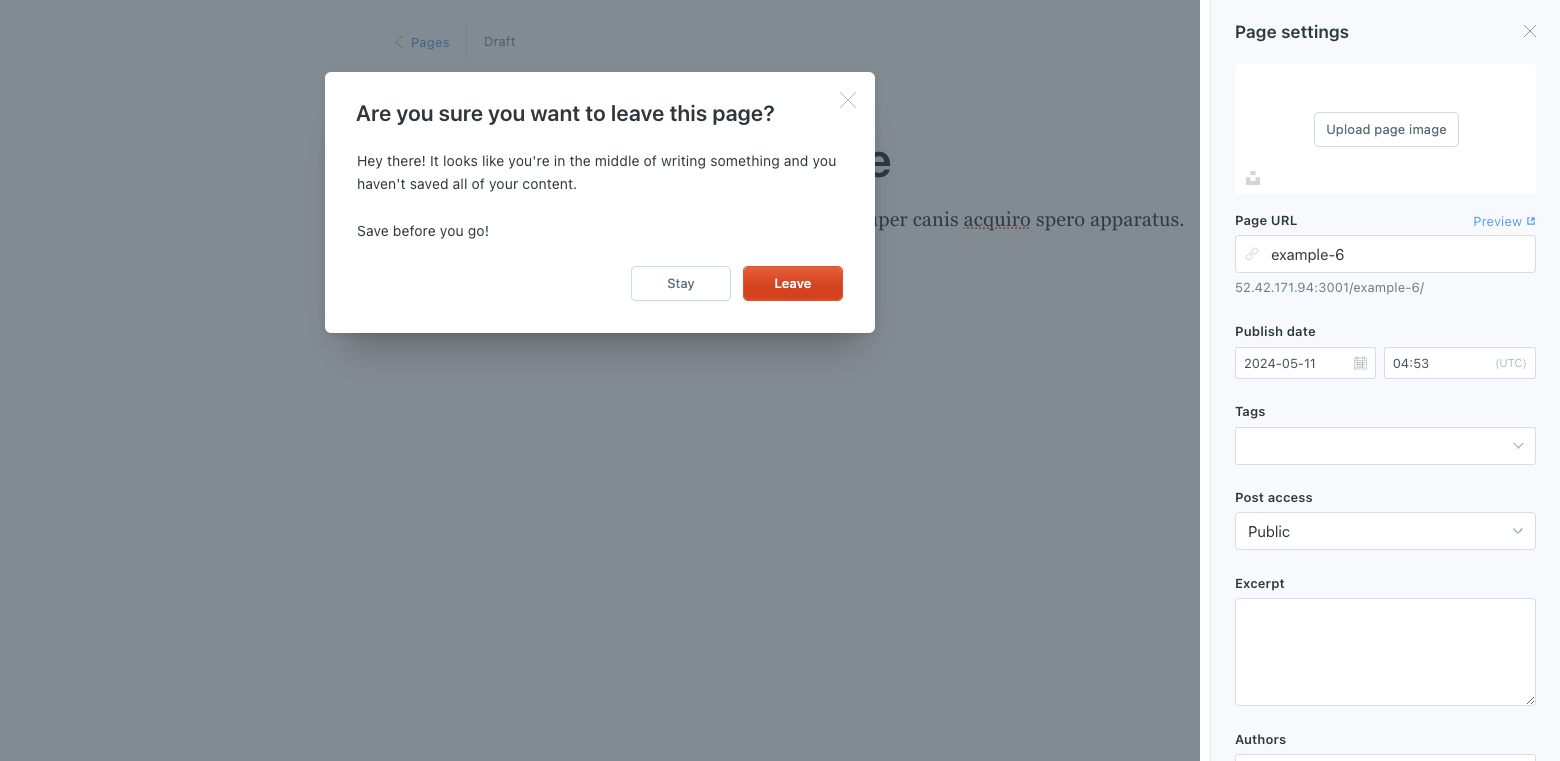 Pages
Draft
Are you sure you want to leave this page?
Hey there! It looks like you're in the middle of writing something and you
haven't saved all of your content.
Save before you go!
Stay
Leave
canis acquiro spero apparatus.
Page settings
Upload page image
Page URL
Preview
example-6
52.42.171.94:3001/example-6/
Publish date
2024-05-11
04:53
(UTC)
Tags
Post access
Public
Excerpt
Authors